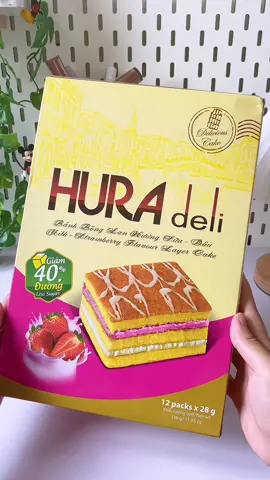 Delicious
Cake
HURA deli
Bánh Bông Lan Hương Sữa - Dâu
Milk - Strawberry Flavour Layer Cake
Giảm
40%
Đường
Less Sugar
12 packs x 28 g